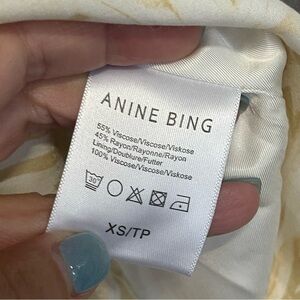 ANINE BING
55% Viscose/Viscose/Viskose
45% Rayon/Rayonne/Rayon
Lining/Doublure/Futter
100% Viscose/Viscose/Viskose
30°
XS/TP